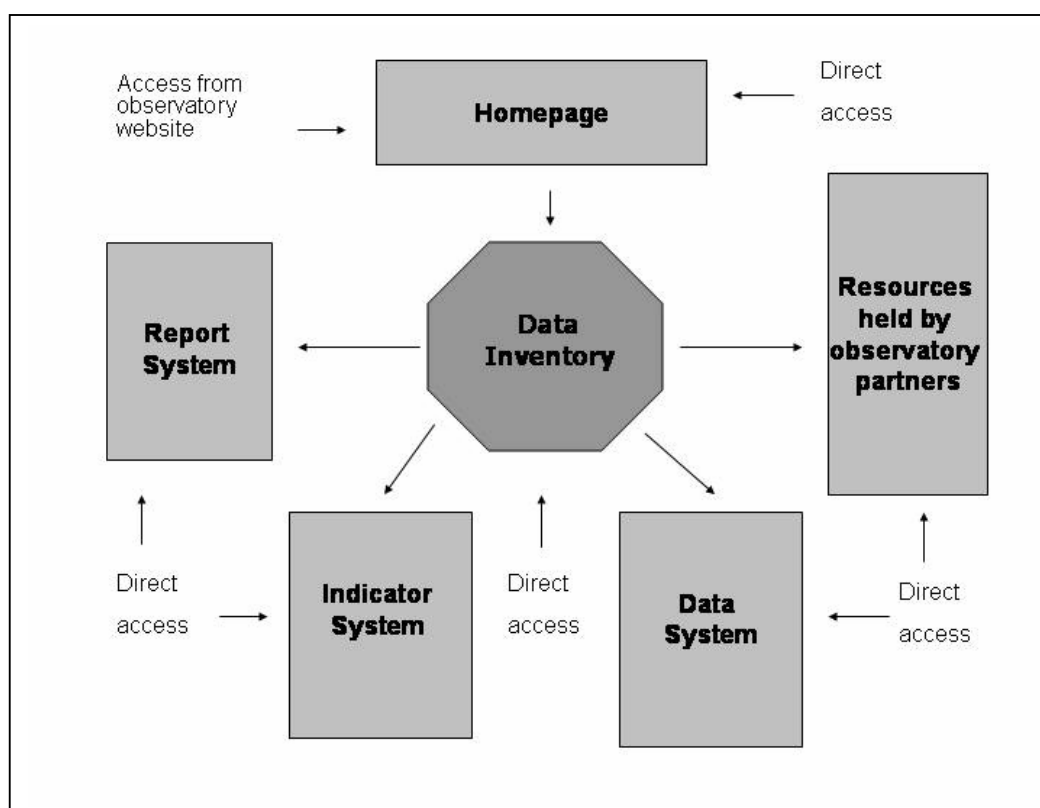 Access from
observatory
website
Homepage
Direct
access
Report
System
Data
Inventory
Resources
held by
observatory
partners
Direct
access
Indicator
System
Direct
access
Data
System
Direct
access